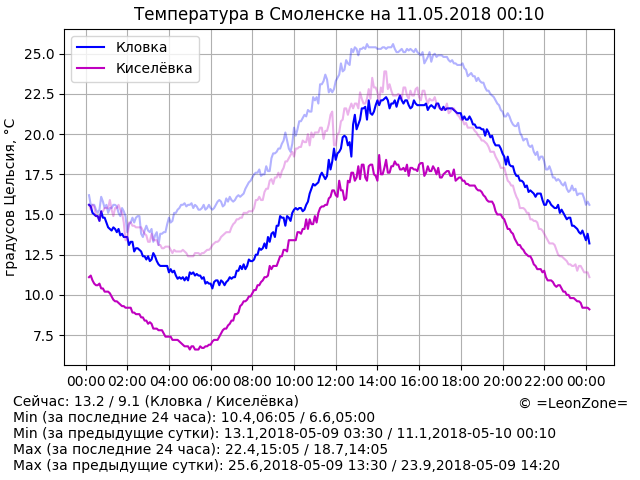 Температура в Смоленске на 11.05.2018 00:10
Кловка
Киселёвка
градусов Цельсия, °C
25.0
22.5
20.0
17.5
15.0
12.5
10.0
7.5
00:00 02:00 04:00 06:00 08:00 10:00 12:00 14:00 16:00 18:00 20:00 22:00 00:00
Сейчас: 13.2 / 9.1 (Кловка / Киселёвка)
© =LeonZone=
Min (за последние 24 часа): 10.4,06:05 / 6.6,05:00
Min (за предыдущие сутки): 13.1,2018-05-09 03:30 / 11.1,2018-05-10 00:10
Max (за последние 24 часа): 22.4,15:05 / 18.7,14:05
Max (за предыдущие сутки): 25.6,2018-05-09 13:30 / 23.9,2018-05-09 14:20